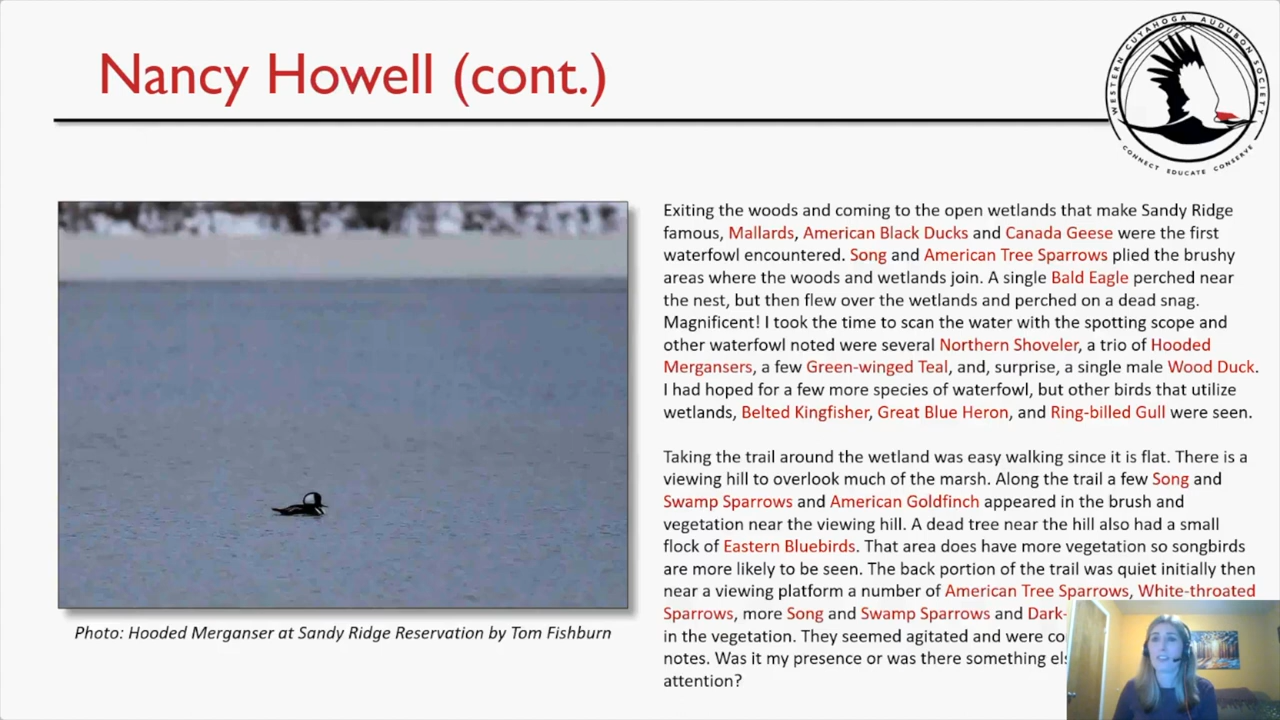 Nancy Howell (cont.)
WESTERN CUYAHOGA AUDUBON SOCIETY
CONNECT EDUCATE CONSERVE
Exiting the woods and coming to the open wetlands that make Sandy Ridge
famous, Mallards, American Black Ducks and Canada Geese were the first
waterfowl encountered. Song and American Tree Sparrows plied the brushy
areas where the woods and wetlands join. A single Bald Eagle perched near
the nest, but then flew over the wetlands and perched on a dead snag.
Magnificent! I took the time to scan the water with the spotting scope and
other waterfowl noted were several Northern Shoveler, a trio of Hooded
Mergansers, a few Green-winged Teal, and, surprise, a single male Wood Duck.
I had hoped for a few more species of waterfowl, but other birds that utilize
wetlands, Belted Kingfisher, Great Blue Heron, and Ring-billed Gull were seen.
Taking the trail around the wetland was easy walking since it is flat. There is a
viewing hill to overlook much of the marsh. Along the trail a few Song and
Swamp Sparrows and American Goldfinch appeared in the brush and
vegetation near the viewing hill. A dead tree near the hill also had a small
flock of Eastern Bluebirds. That area does have more vegetation so songbirds
are more likely to be seen. The back portion of the trail was quiet initially then
near a viewing platform a number of American Tree Sparrows, White-throated
Sparrows, more Song and Swamp Sparrows and Dark-
in the vegetation. They seemed agitated and were
notes. Was it my presence or was there something
attention?
Photo: Hooded Merganser at Sandy Ridge Reservation by Tom Fishburn